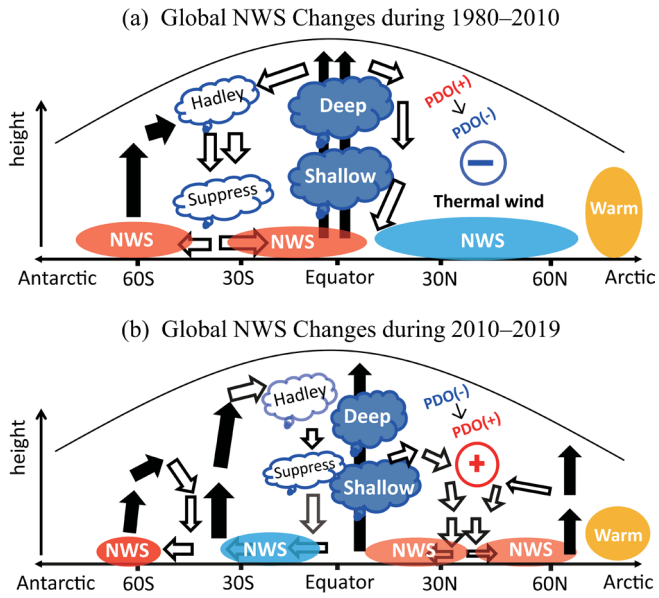 (a) Global NWS Changes during 1980–2010
height
Hadley
Deep
PDO(+)
PDO(-)
Suppress
Shallow
Thermal wind
Warm
NWS
NWS
NWS
Antarctic 60S 30S Equator 30N 60N Arctic
(b) Global NWS Changes during 2010–2019
height
Hadley
Deep
PDO(-)
PDO(+)
Suppress
Shallow
Warm
NWS
NWS
NWS
NWS
Antarctic 60S 30S Equator 30N 60N Arctic